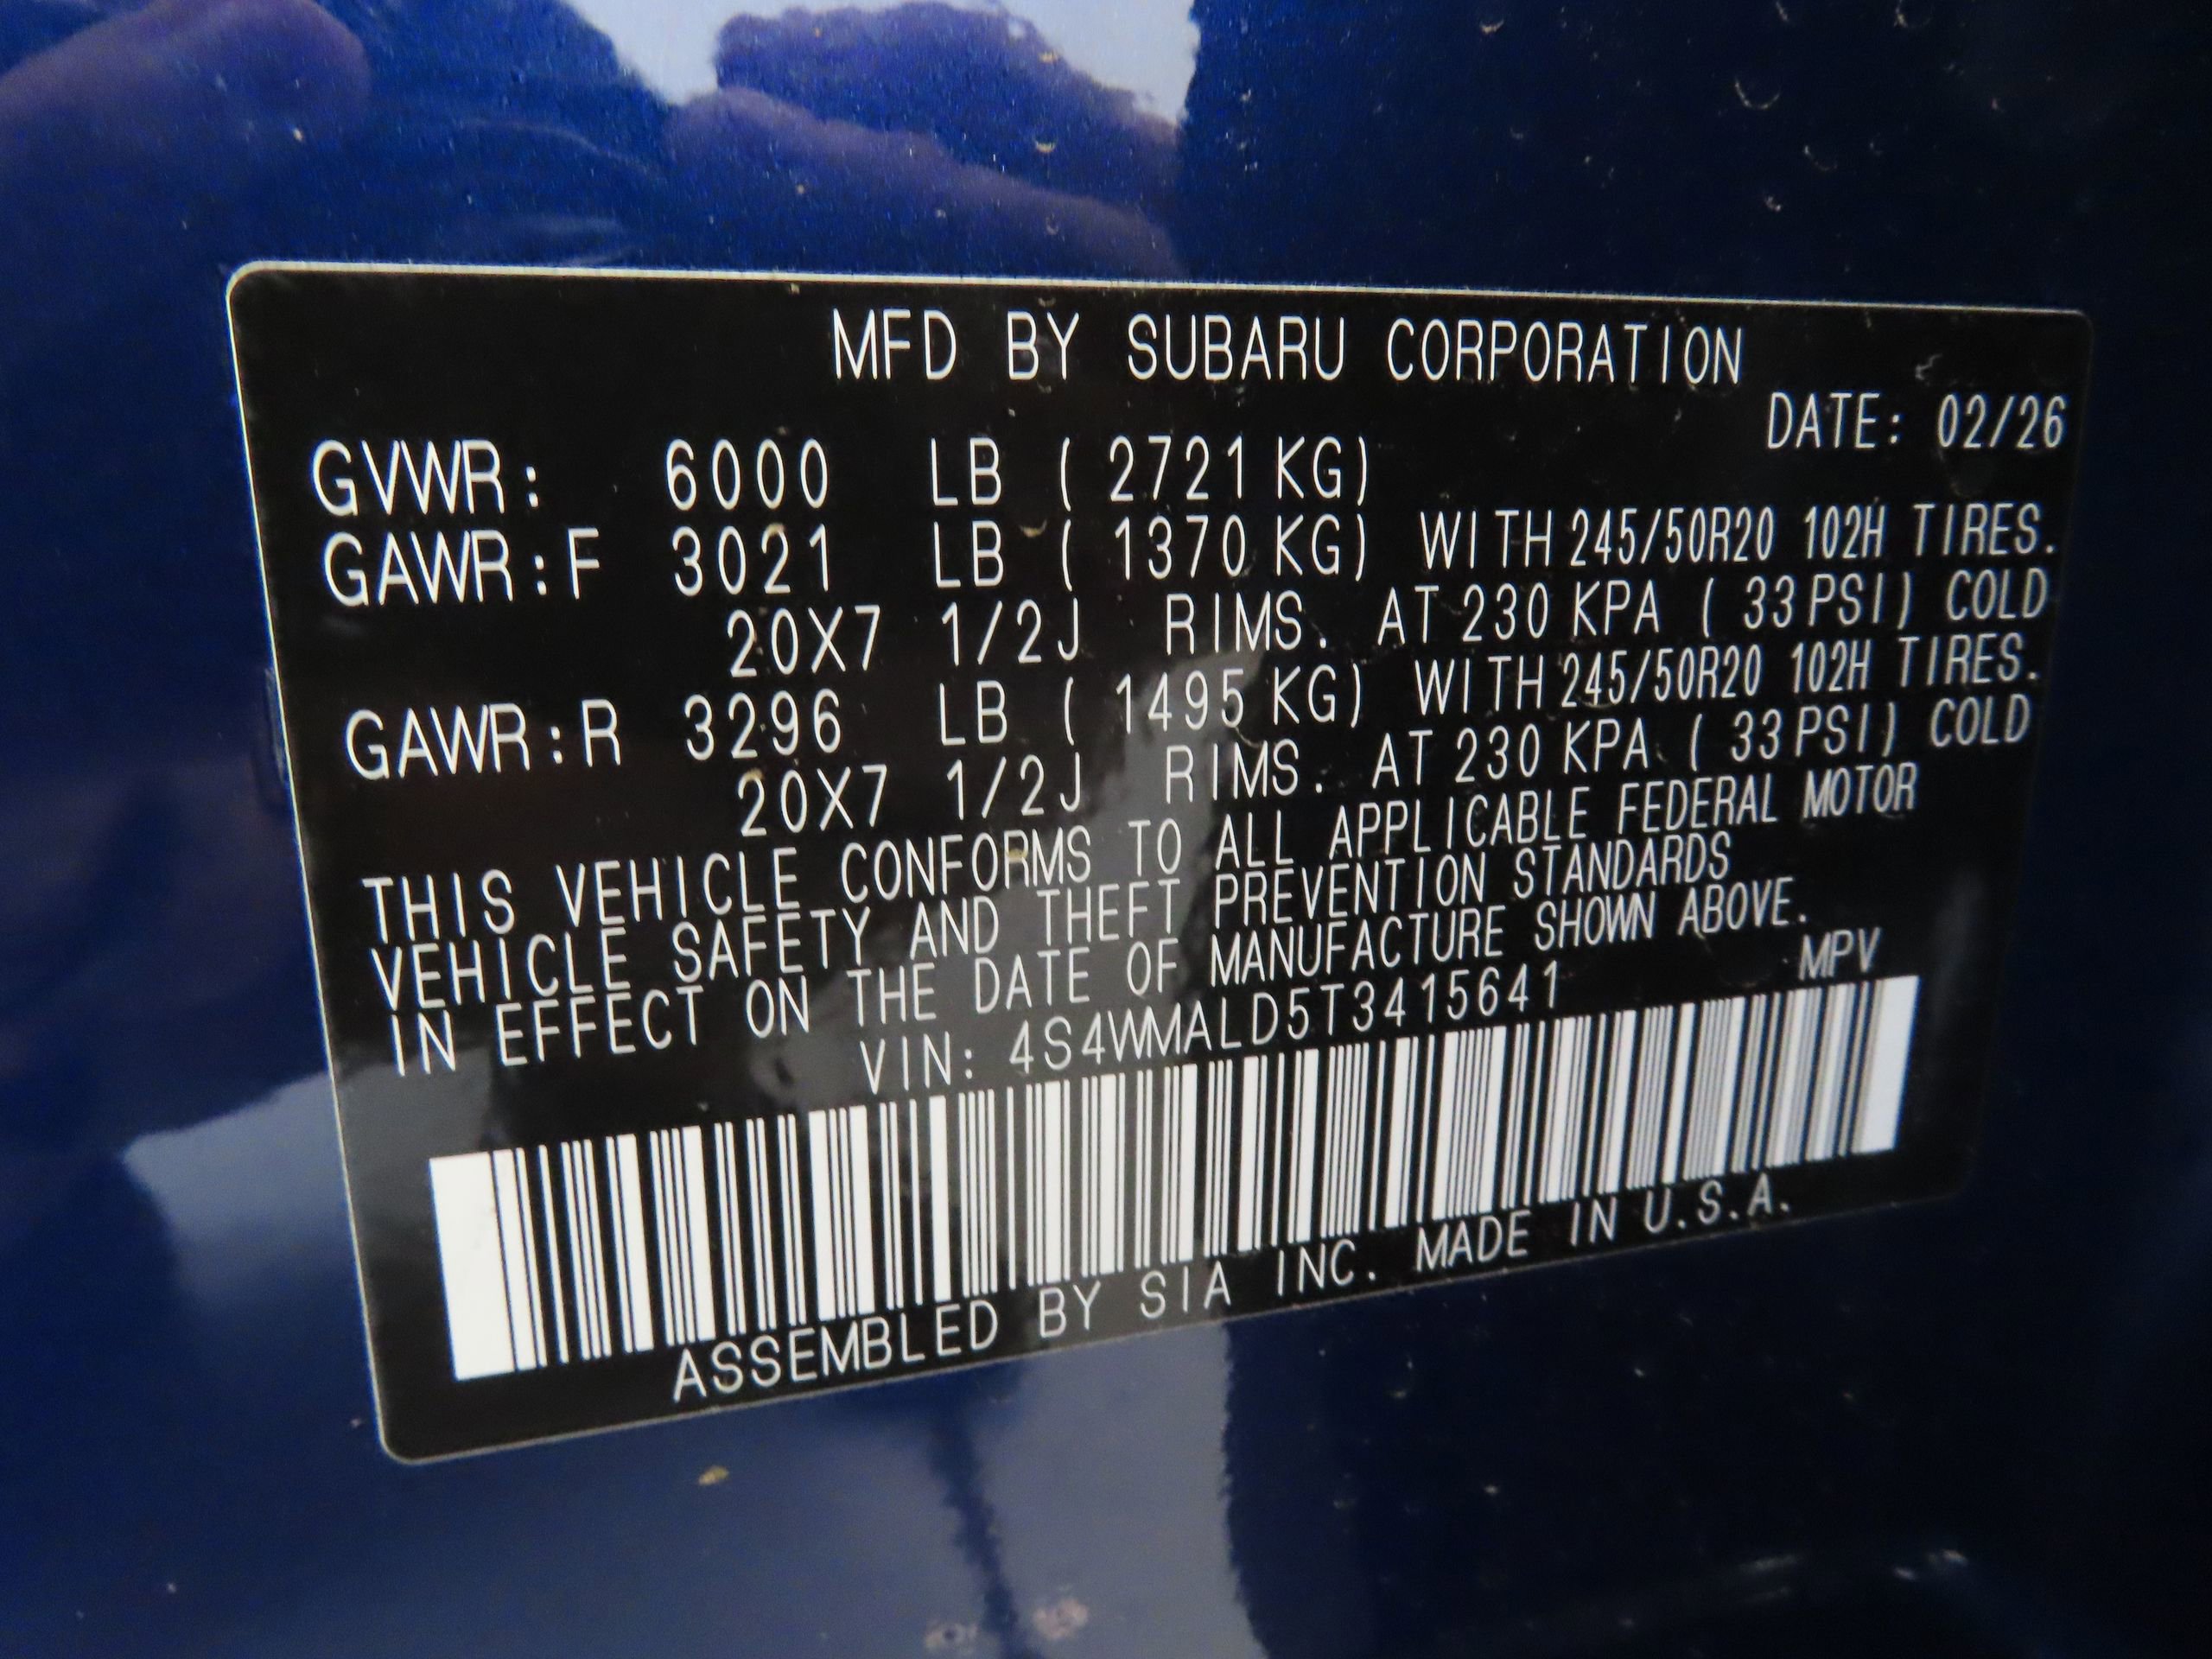 MFD BY SUBARU CORPORATION
DATE: 02/26
GVWR: 6000 LB ( 2721 KG)
GAWR:F 3021 LB ( 1370 KG) WITH 245/50R20 102H TIRES.
20X7 1/2J RIMS. AT 230 KPA ( 33 PSI) COLD
GAWR:R 3296 LB ( 1495 KG) WITH 245/50R20 102H TIRES.
20X7 1/2J RIMS. AT 230 KPA ( 33 PSI) COLD
THIS VEHICLE CONFORMS TO ALL APPLICABLE FEDERAL MOTOR
VEHICLE SAFETY AND THEFT PREVENTION STANDARDS
IN EFFECT ON THE DATE OF MANUFACTURE SHOWN ABOVE.
VIN: 4S4WMALD5T3415641 MPV
ASSEMBLED BY SIA INC. MADE IN U.S.A.